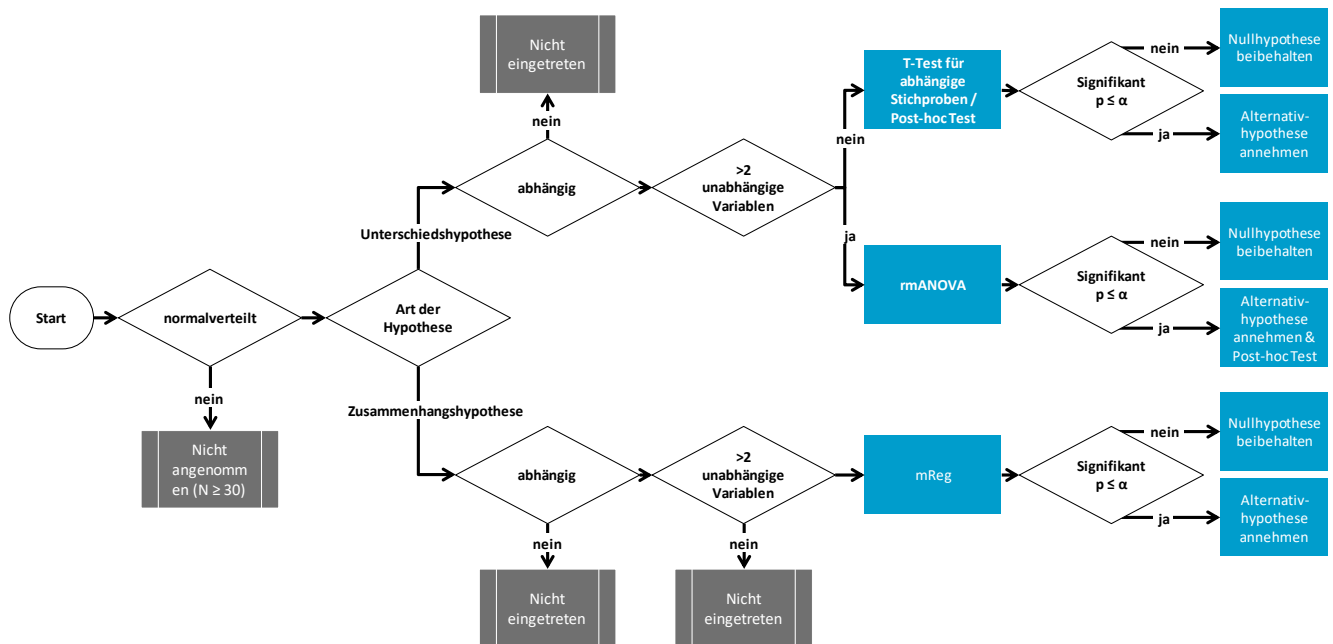 Start
normalverteilt
nein
Nicht
angenomm
en (N ≥ 30)
Art der
Hypothese
Unterschiedshypothese
abhängig
nein
Nicht
eingetreten
>2
unabhängige
Variablen
nein
T-Test für
abhängige
Stichproben /
Post-hoc Test
Signifikant
p ≤ α
nein
Nullhypothese
beibehalten
ja
Alternativ-
hypothese
annehmen
ja
rmANOVA
Signifikant
p ≤ α
nein
Nullhypothese
beibehalten
ja
Alternativ-
hypothese
annehmen &
Post-hoc Test
Zusammenhangshypothese
abhängig
nein
Nicht
eingetreten
>2
unabhängige
Variablen
nein
Nicht
eingetreten
mReg
Signifikant
p ≤ α
nein
Nullhypothese
beibehalten
ja
Alternativ-
hypothese
annehmen